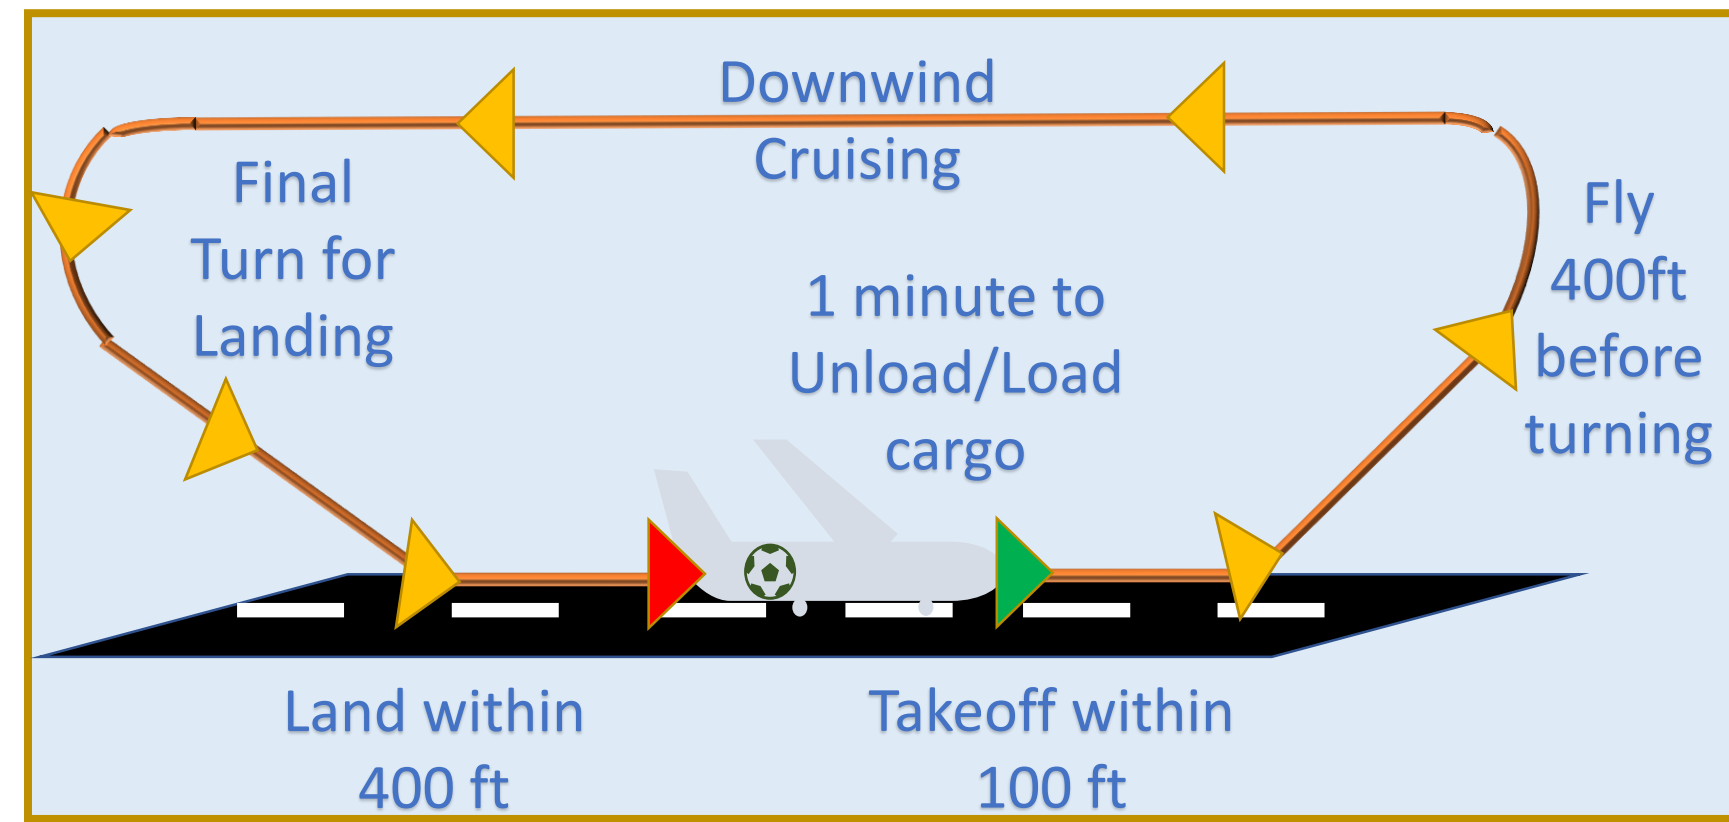 Downwind
Cruising
Final
Turn for
Landing
Fly
400ft
before
turning
1 minute to
Unload/Load
cargo
Land within
400 ft
Takeoff within
100 ft